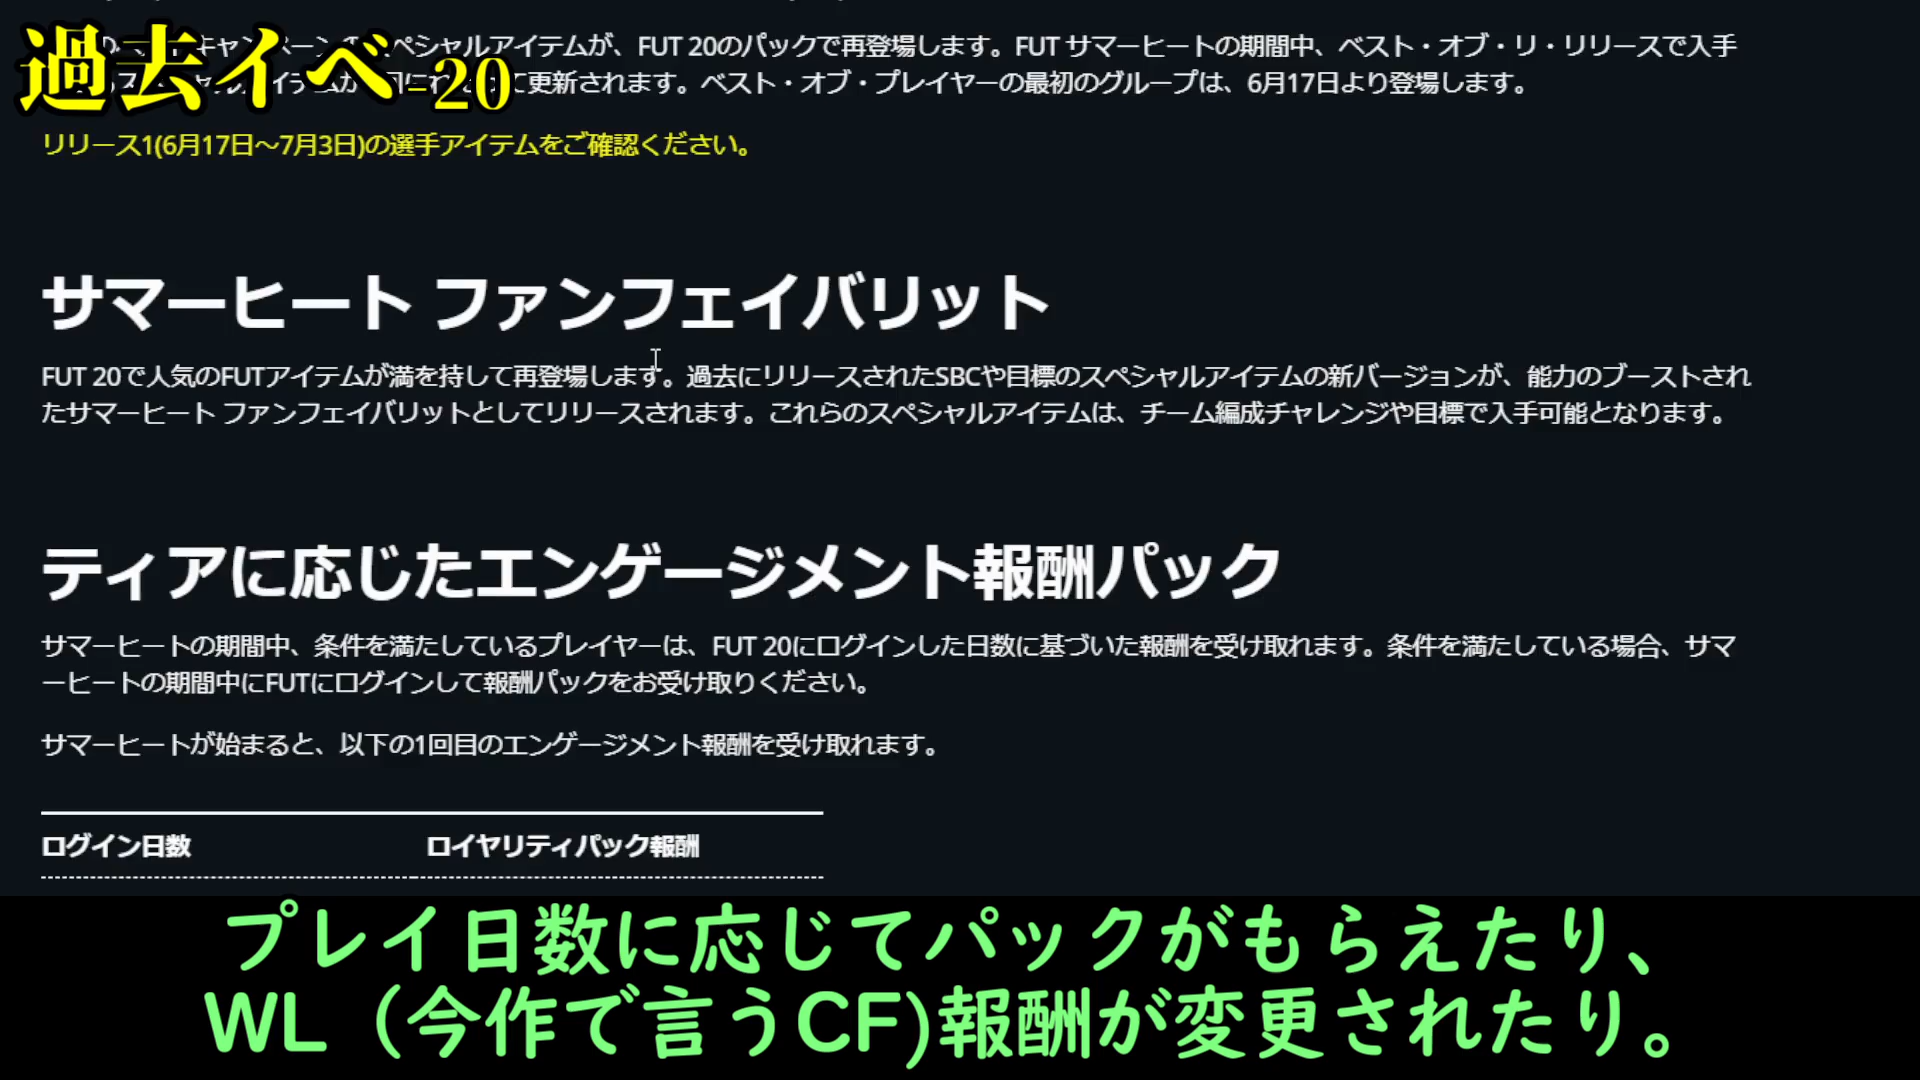 過去イベ-20
キャンペーンのスペシャルアイテムが、FUT 20のパックで再登場します。FUT サマーヒートの期間中、ベスト・オブ・リ・リリースで入手
て更新されます。ベスト・オブ・プレイヤーの最初のグループは、6月17日より登場します。
リリース1(6月17日～7月3日)の選手アイテムをご確認ください。
サマーヒート ファンフェイバリット
FUT 20で人気のFUTアイテムが満を持して再登場します。過去にリリースされたSBCや目標のスペシャルアイテムの新バージョンが、能力のブーストされ
たサマーヒート ファンフェイバリットとしてリリースされます。これらのスペシャルアイテムは、チーム編成チャレンジや目標で入手可能となります。
ティアに応じたエンゲージメント報酬パック
サマーヒートの期間中、条件を満たしているプレイヤーは、FUT 20にログインした日数に基づいた報酬を受け取れます。条件を満たしている場合、サマ
ーヒートの期間中にFUTにログインして報酬パックをお受け取りください。
サマーヒートが始まると、以下の1回目のエンゲージメント報酬を受け取れます。
ログイン日数 ロイヤリティパック報酬
プレイ日数に応じてパックがもらえたり、
WL（今作で言うCF)報酬が変更されたり。